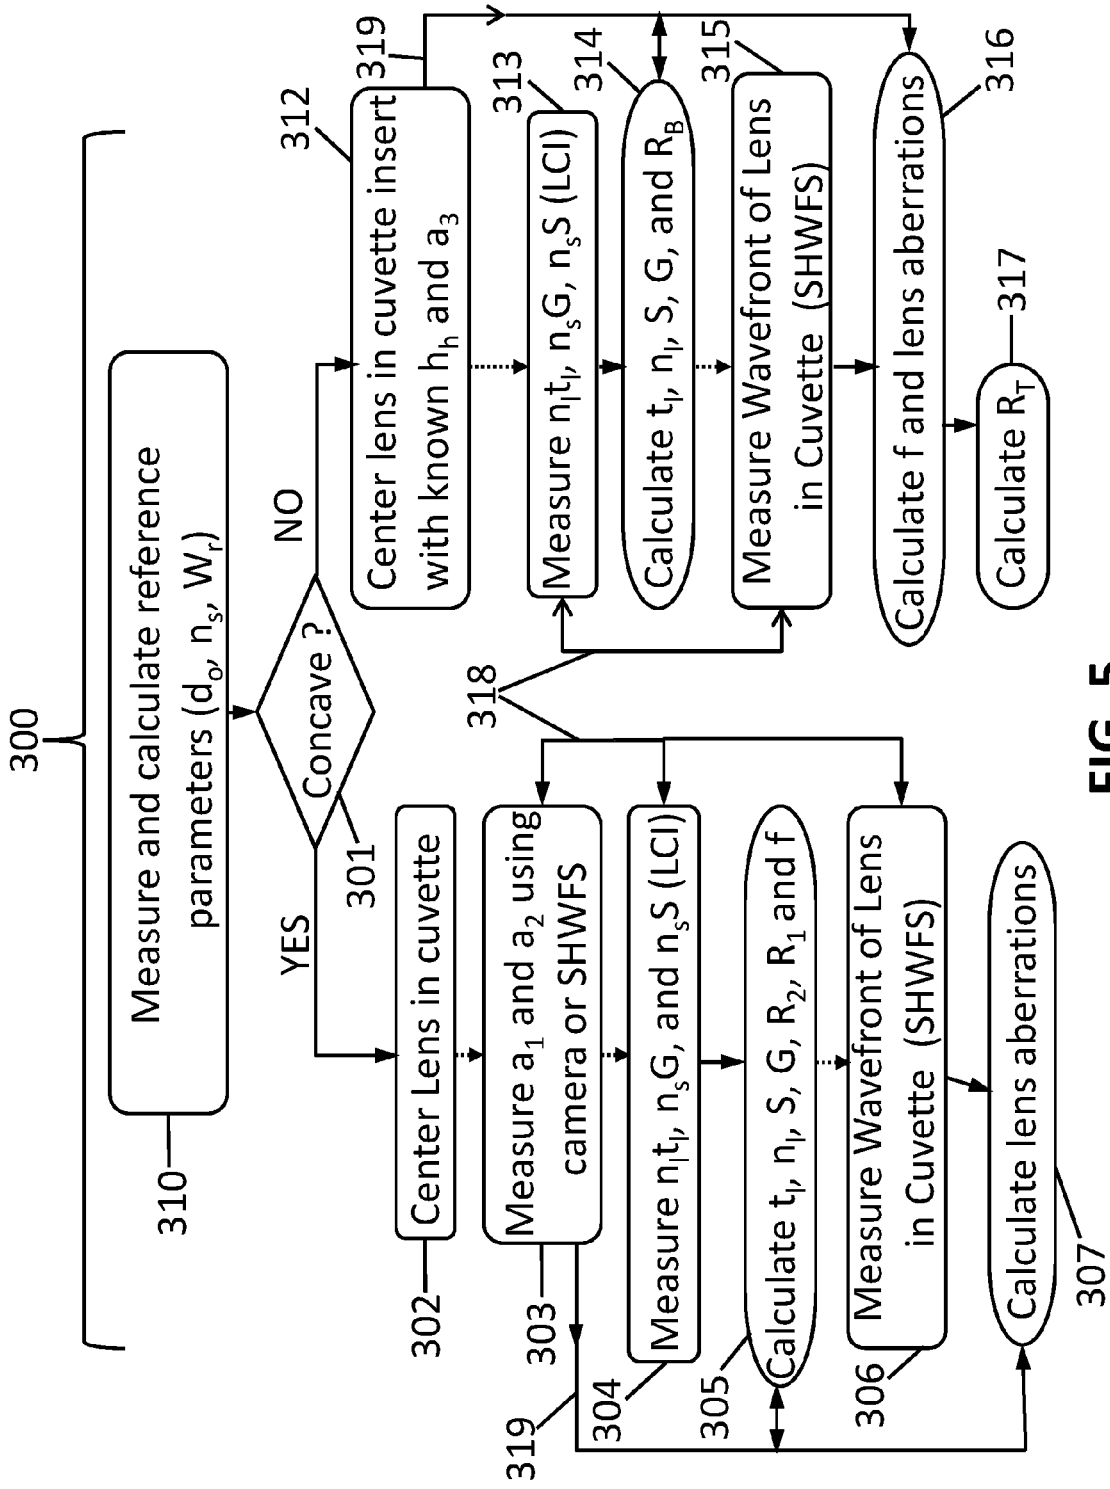 300
Measure and calculate reference
parameters (dₒ, nₛ, Wᵣ)
310
Concave ?
301
YES
NO
Center Lens in cuvette
302
Measure a₁ and a₂ using
camera or SHWFS
303
319
Measure nₗtₗ, nₛG, and nₛS (LCI)
304
Calculate tₗ, nₗ, S, G, R₂, R₁ and f
305
Measure Wavefront of Lens
in Cuvette (SHWFS)
306
Calculate lens aberrations
307
318
Center lens in cuvette insert
with known hₕ and a₃
312
319
Measure nₗtₗ, nₛG, nₛS (LCI)
313
Calculate tₗ, nₗ, S, G, and R_B
314
Measure Wavefront of Lens
in Cuvette (SHWFS)
315
Calculate f and lens aberrations
316
Calculate R_T
317
FIG. 5